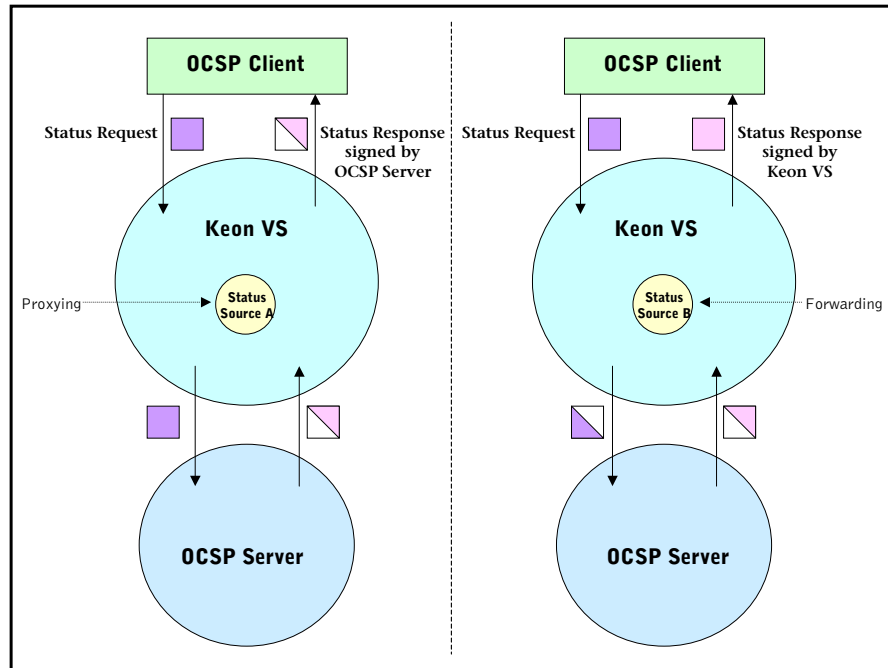 OCSP Client
Status Request
Status Response
signed by
OCSP Server
Keon VS
Proxying
Status
Source A
OCSP Server
OCSP Client
Status Request
Status Response
signed by
Keon VS
Keon VS
Status
Source B
Forwarding
OCSP Server